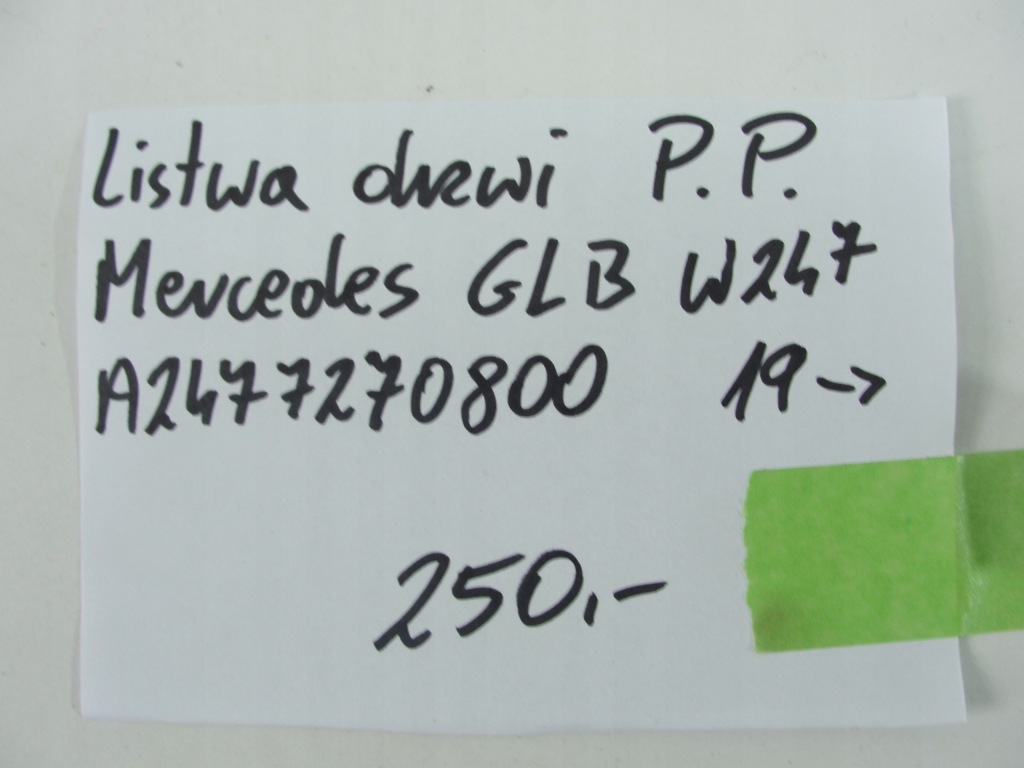 Listwa drzwi P.P.
Mercedes GLB W247
A2477270800 19->
250.-